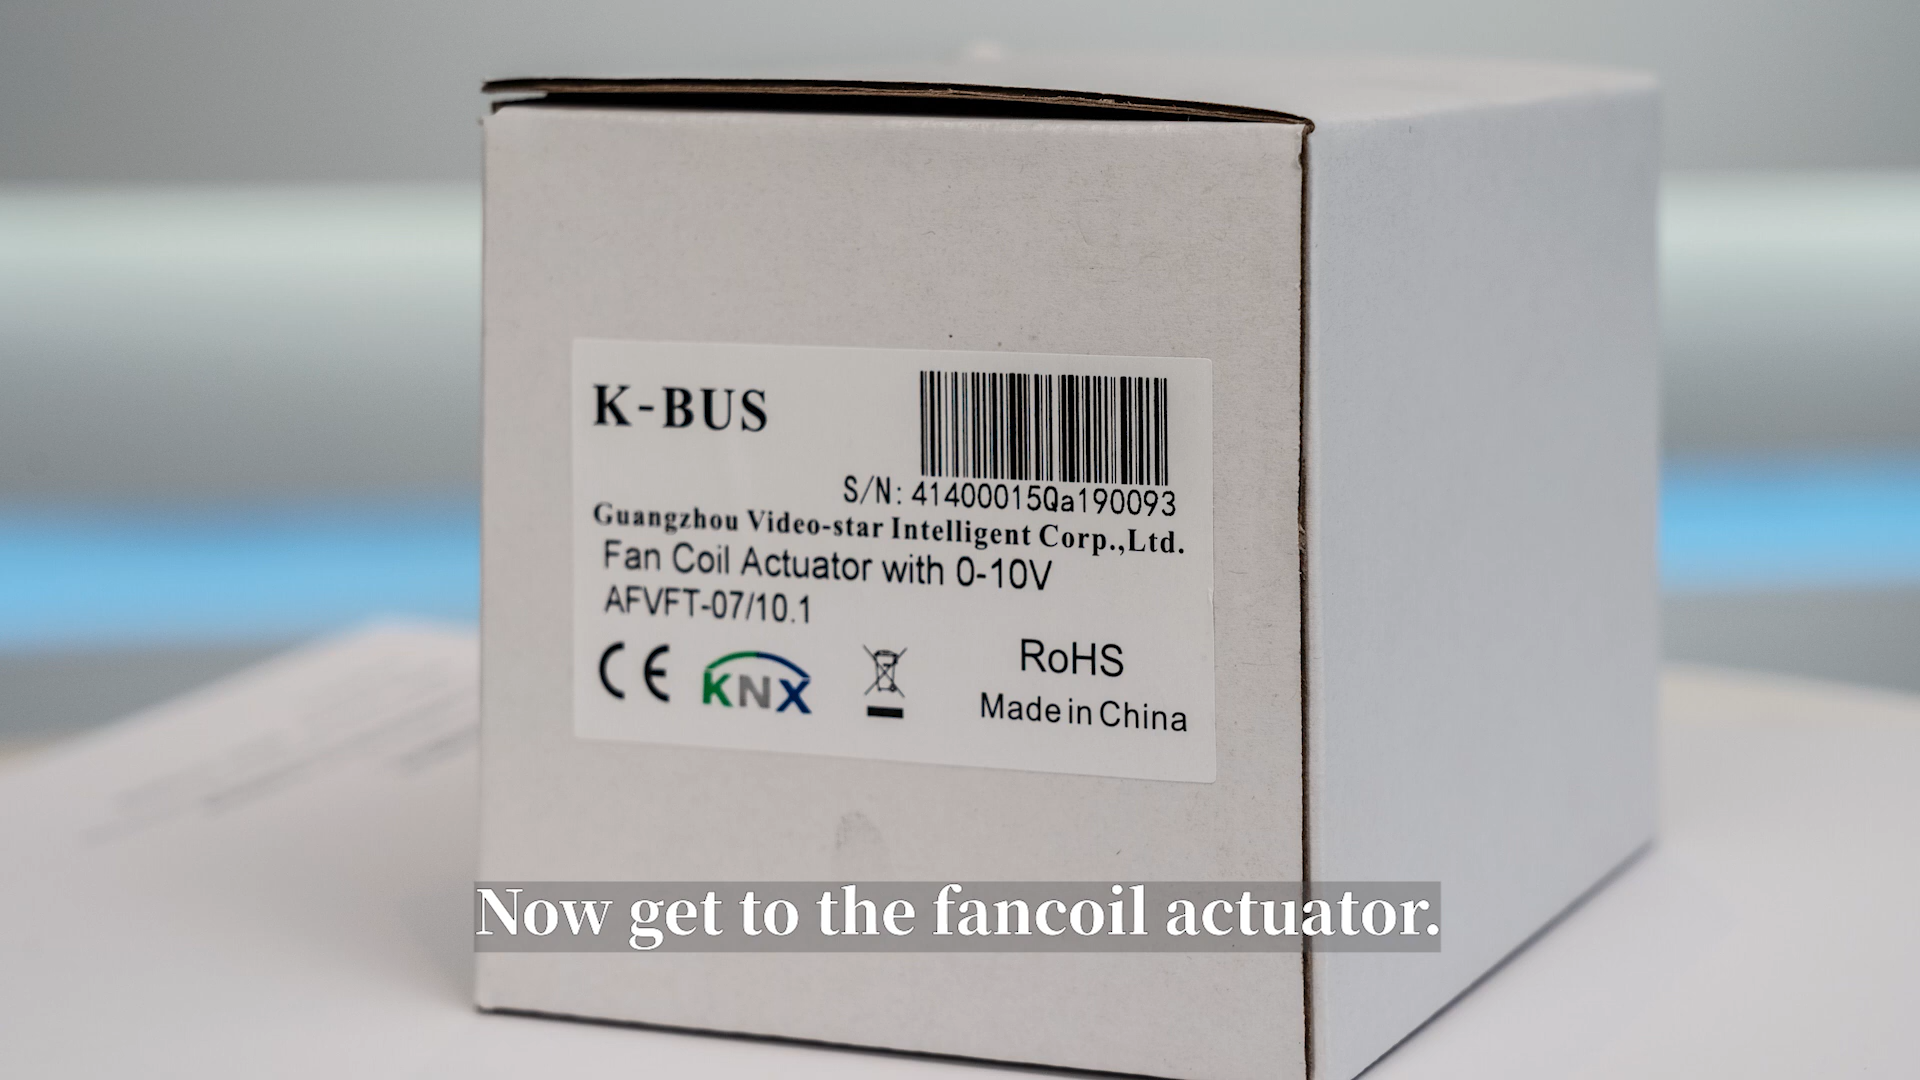 K-BUS
S/N: 41400015Qa190093
Guangzhou Video-star Intelligent Corp.,Ltd.
Fan Coil Actuator with 0-10V
AFVFT-07/10.1
CE KNX RoHS
Made in China
Now get to the fancoil actuator.